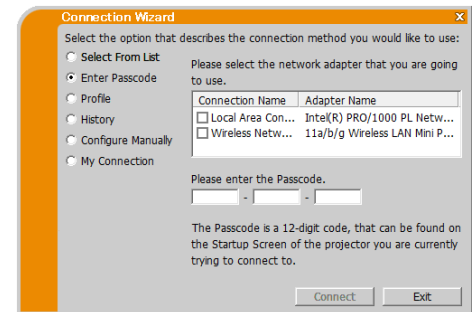 Connection Wizard
x
Select the option that describes the connection method you would like to use:
Select From List
Enter Passcode
Profile
History
Configure Manually
My Connection
Please select the network adapter that you are going
to use.
Connection Name Adapter Name
Local Area Con... Intel(R) PRO/1000 PL Netw...
Wireless Netw... 11a/b/g Wireless LAN Mini P...
Please enter the Passcode.
- -
The Passcode is a 12-digit code, that can be found on
the Startup Screen of the projector you are currently
trying to connect to.
Connect Exit